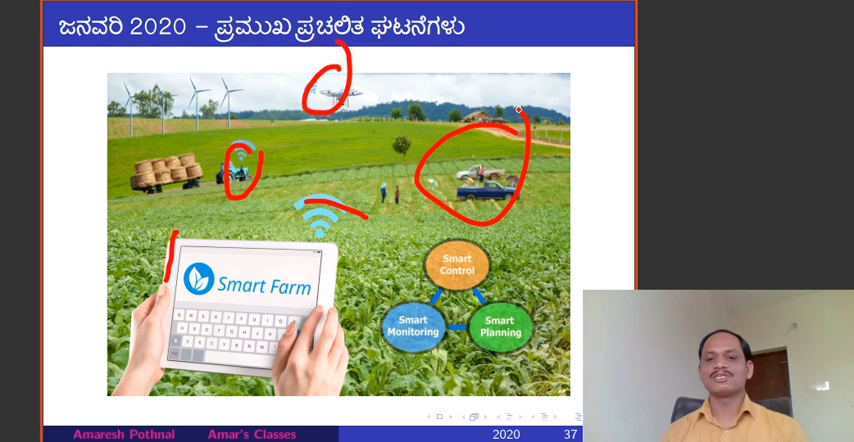 ಜನವರಿ 2020 – ಪ್ರಮುಖ ಪ್ರಚಲಿತ ಘಟನೆಗಳು
Smart Farm
Smart
Control
Smart
Monitoring
Smart
Planning
Amaresh Pothnal Amar's Classes 2020 37